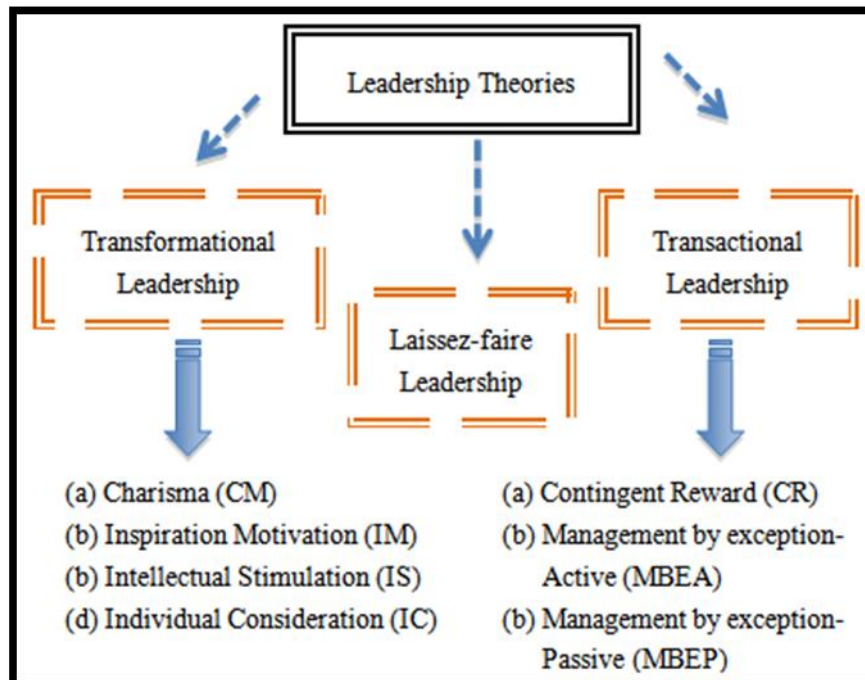 Leadership Theories
Transformational
Leadership
Laissez-faire
Leadership
Transactional
Leadership
(a) Charisma (CM)
(b) Inspiration Motivation (IM)
(b) Intellectual Stimulation (IS)
(d) Individual Consideration (IC)
(a) Contingent Reward (CR)
(b) Management by exception-
Active (MBEA)
(b) Management by exception-
Passive (MBEP)